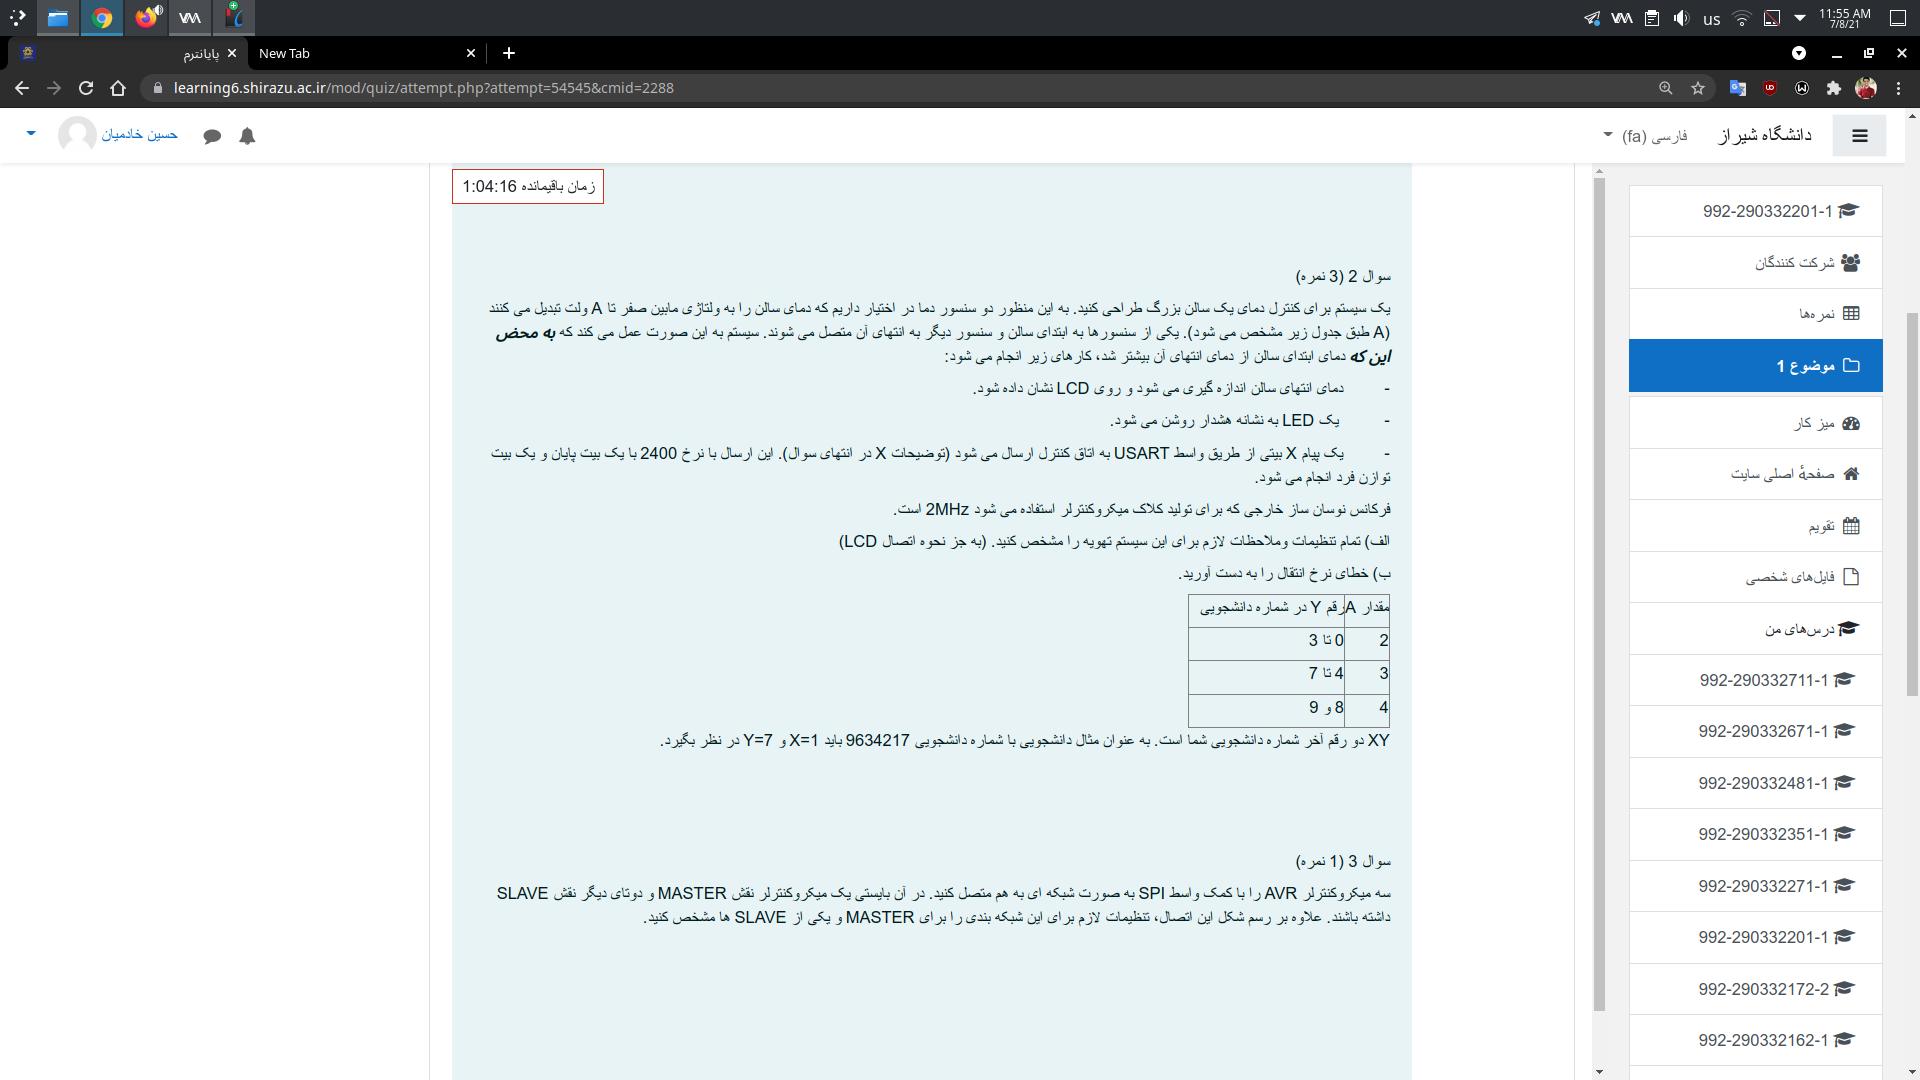 us
11:55 AM
7/8/21
پایانترم
New Tab
learning6.shirazu.ac.ir/mod/quiz/attempt.php?attempt=54545&cmid=2288
دانشگاه شیراز
فارسی ‎(fa)‎
حسین خادمیان
زمان باقیمانده 1:04:16
سوال 2 (3 نمره)
یک سیستم برای کنترل دمای یک سالن بزرگ طراحی کنید. به این منظور دو سنسور دما در اختیار داریم که دمای سالن را به ولتاژی مابین صفر تا A ولت تبدیل می کنند
(A طبق جدول زیر مشخص می شود). یکی از سنسورها به ابتدای سالن و سنسور دیگر به انتهای آن متصل می شوند. سیستم به این صورت عمل می کند که به محض
این که دمای ابتدای سالن از دمای انتهای آن بیشتر شد، کارهای زیر انجام می شود:
- دمای انتهای سالن اندازه گیری می شود و روی LCD نشان داده شود.
- یک LED به نشانه هشدار روشن می شود.
- یک پیام X بیتی از طریق واسط USART به اتاق کنترل ارسال می شود (توضیحات X در انتهای سوال). این ارسال با نرخ 2400 با یک بیت پایان و یک بیت
توازن فرد انجام می شود.
فرکانس نوسان ساز خارجی که برای تولید کلاک میکروکنترلر استفاده می شود 2MHz است.
الف) تمام تنظیمات وملاحظات لازم برای این سیستم تهویه را مشخص کنید. (به جز نحوه اتصال LCD)
ب) خطای نرخ انتقال را به دست آورید.
مقدار A رقم Y در شماره دانشجویی
2 0 تا 3
3 4 تا 7
4 8 و 9
XY دو رقم آخر شماره دانشجویی شما است. به عنوان مثال دانشجویی با شماره دانشجویی 9634217 باید X=1 و Y=7 در نظر بگیرد.
سوال 3 (1 نمره)
سه میکروکنترلر AVR را با کمک واسط SPI به صورت شبکه ای به هم متصل کنید. در آن بایستی یک میکروکنترلر نقش MASTER و دوتای دیگر نقش SLAVE
داشته باشند. علاوه بر رسم شکل این اتصال، تنظیمات لازم برای این شبکه بندی را برای MASTER و یکی از SLAVE ها مشخص کنید.
992-290332201-1
شرکت کنندگان
نمره‌ها
موضوع 1
میز کار
صفحهٔ اصلی سایت
تقویم
فایل‌های شخصی
درس‌های من
992-290332711-1
992-290332671-1
992-290332481-1
992-290332351-1
992-290332271-1
992-290332201-1
992-290332172-2
992-290332162-1